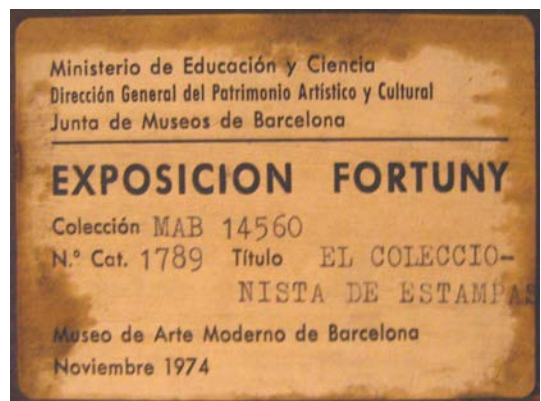 Ministerio de Educación y Ciencia
Dirección General del Patrimonio Artístico y Cultural
Junta de Museos de Barcelona
EXPOSICION FORTUNY
Colección MAB 14560
N.º Cat. 1789 Título EL COLECCIO-
NISTA DE ESTAMPAS
Museo de Arte Moderno de Barcelona
Noviembre 1974